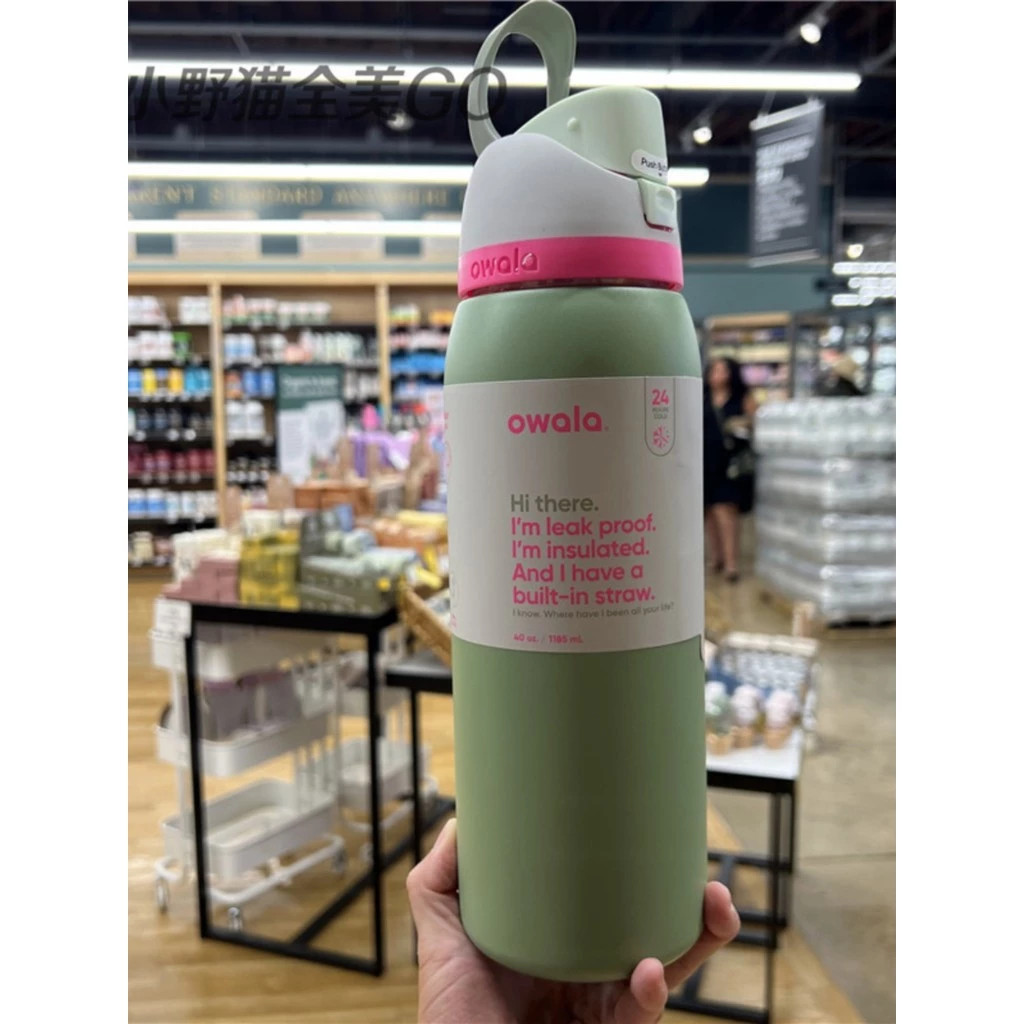 小野猫全美GO
Push
owala
owala
24
Hi there.
I'm leak proof.
I'm insulated.
And I have a
built-in straw.
I know. Where have I been all your life?
40 oz. / 1185 mL